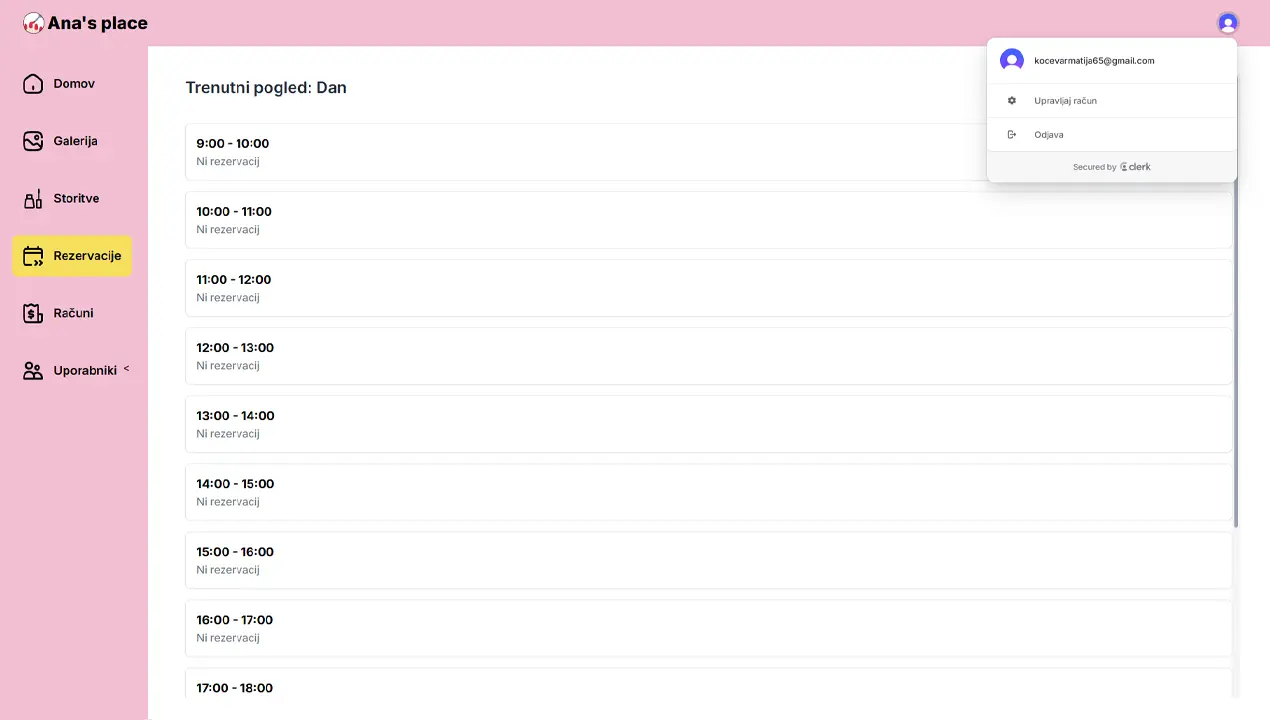 Ana's place
kocevarmatija65@gmail.com
Upravljaj račun
Odjava
Secured by clerk
Domov
Galerija
Storitve
Rezervacije
Računi
Uporabniki <
Trenutni pogled: Dan
9:00 - 10:00
Ni rezervacij
10:00 - 11:00
Ni rezervacij
11:00 - 12:00
Ni rezervacij
12:00 - 13:00
Ni rezervacij
13:00 - 14:00
Ni rezervacij
14:00 - 15:00
Ni rezervacij
15:00 - 16:00
Ni rezervacij
16:00 - 17:00
Ni rezervacij
17:00 - 18:00